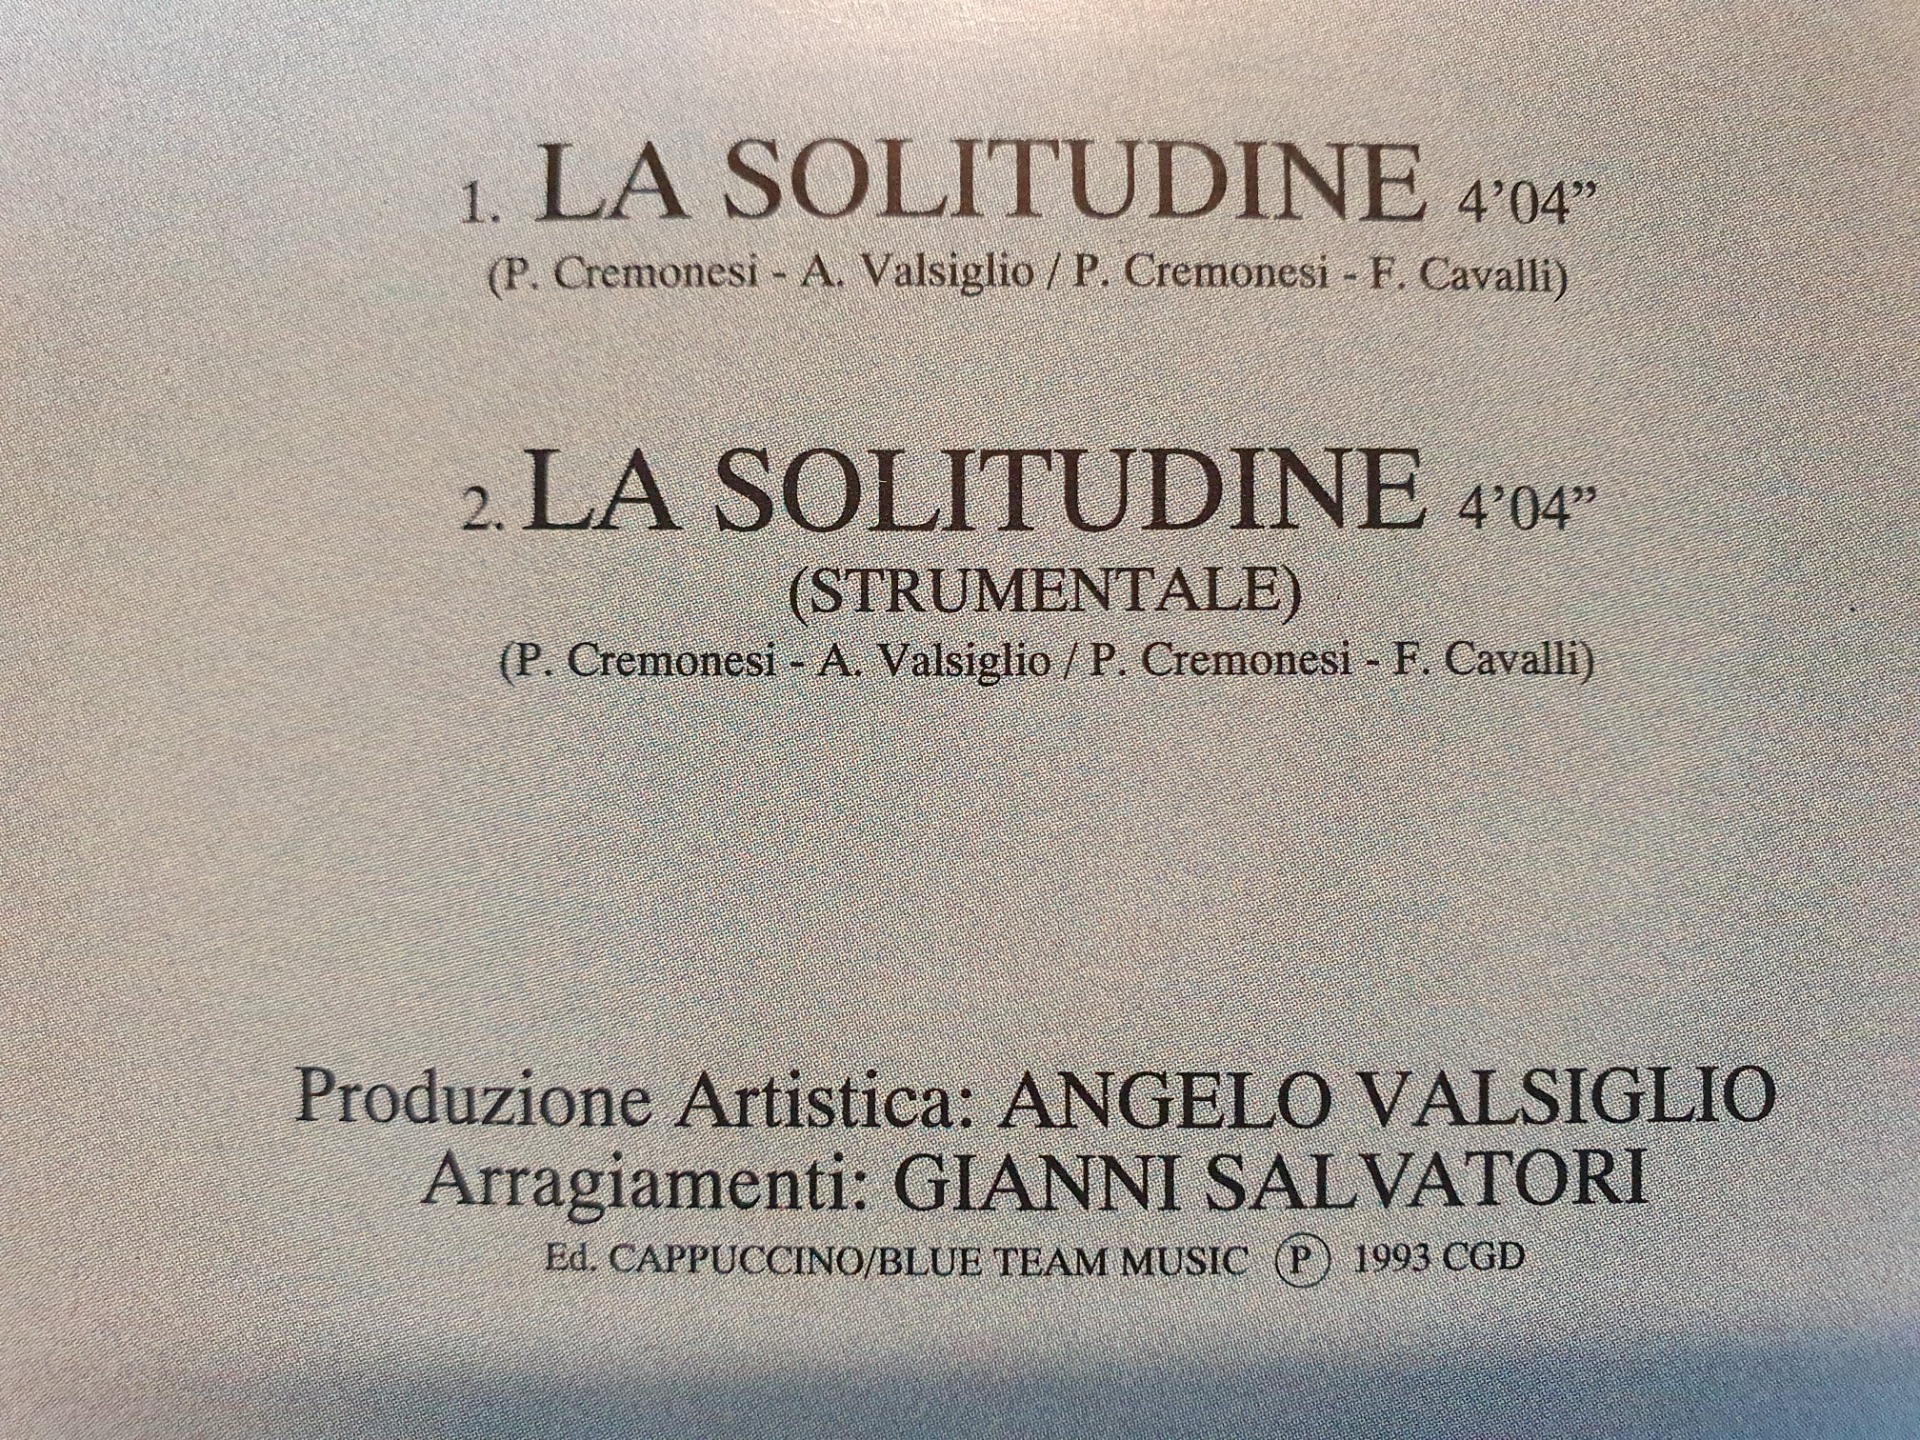 1. LA SOLITUDINE 4’04”
(P. Cremonesi - A. Valsiglio / P. Cremonesi - F. Cavalli)
2. LA SOLITUDINE 4’04”
(STRUMENTALE)
(P. Cremonesi - A. Valsiglio / P. Cremonesi - F. Cavalli)
Produzione Artistica: ANGELO VALSIGLIO
Arragiamenti: GIANNI SALVATORI
Ed. CAPPUCCINO/BLUE TEAM MUSIC Ⓟ 1993 CGD